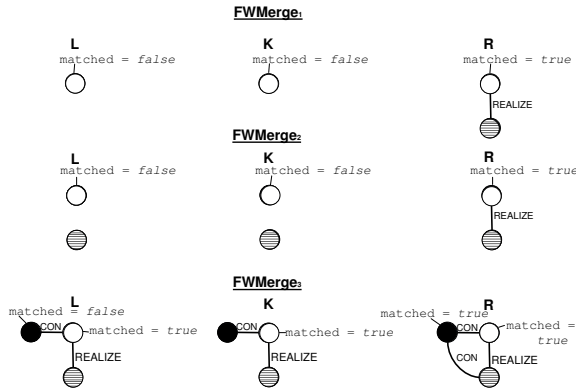 FWMerge₁
L K R
matched = false matched = false matched = true
REALIZE
FWMerge₂
L K R
matched = false matched = false matched = true
REALIZE
FWMerge₃
L K R
matched = false matched = true
CON matched = true CON matched = true CON matched = true
CON
REALIZE REALIZE REALIZE